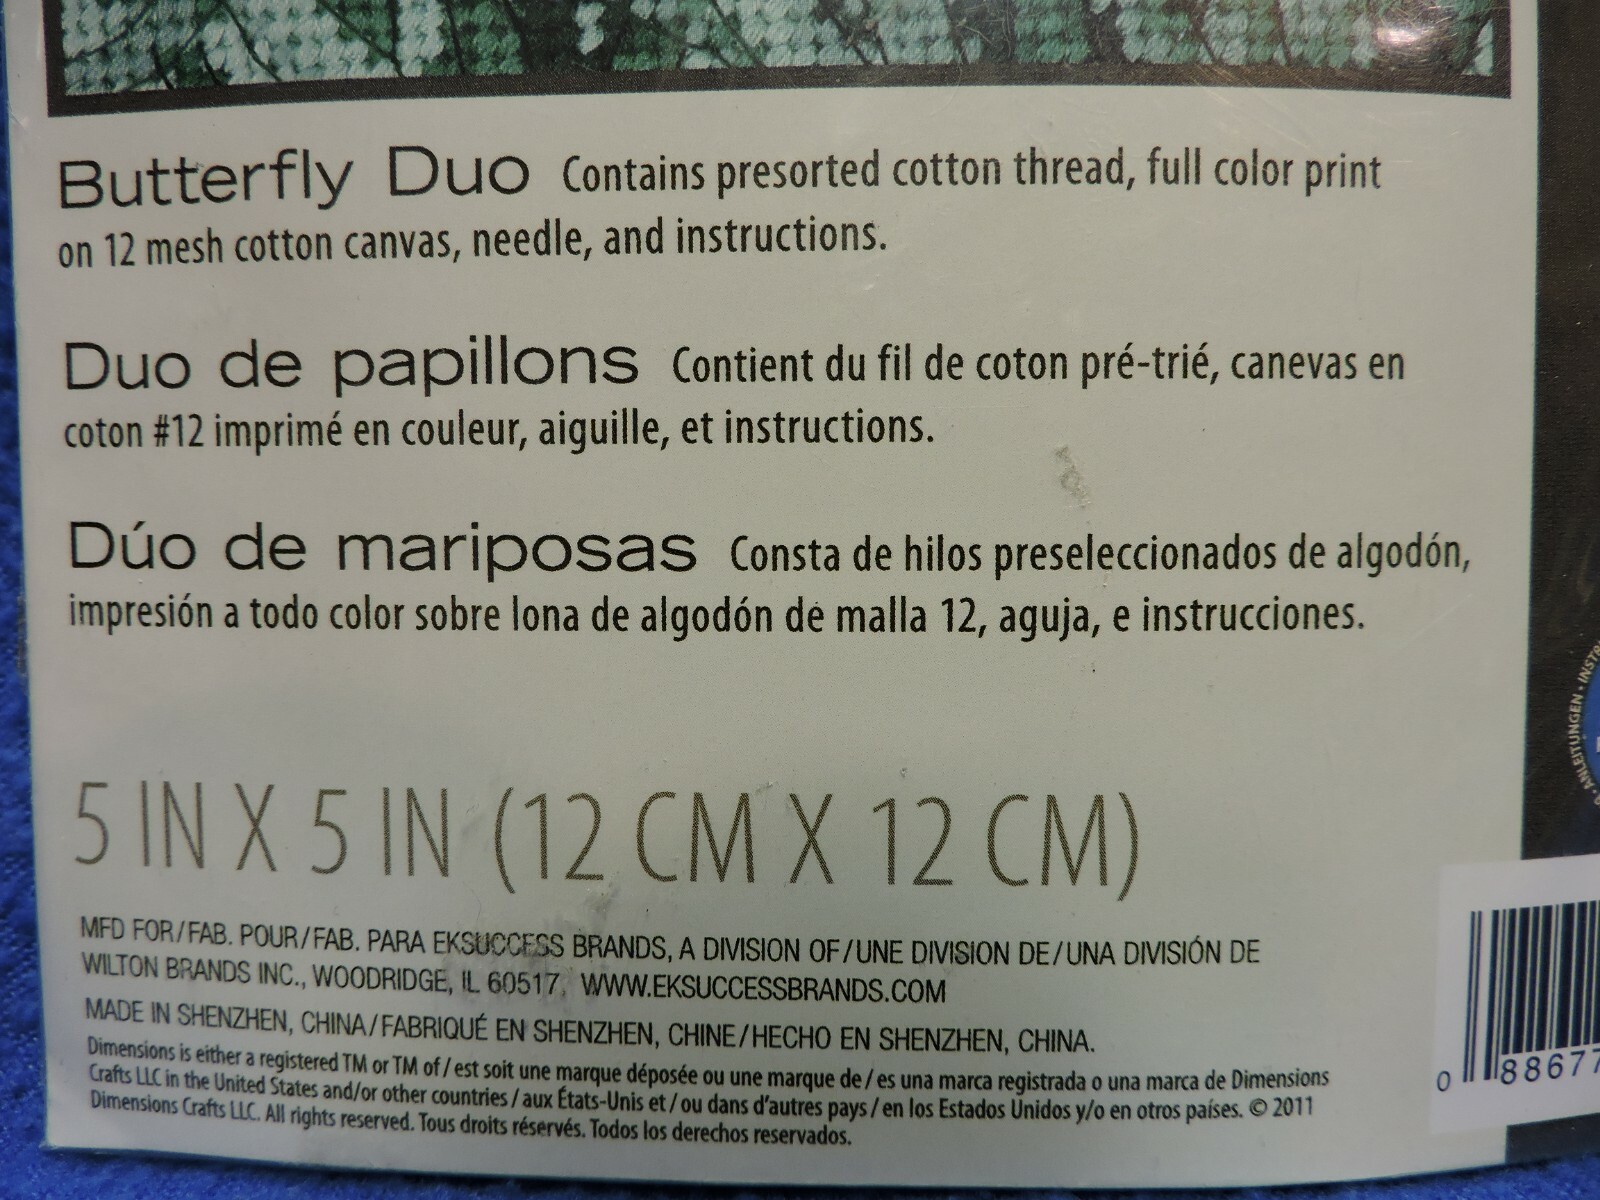 Butterfly Duo Contains presorted cotton thread, full color print
on 12 mesh cotton canvas, needle, and instructions.
Duo de papillons Contient du fil de coton pré-trié, canevas en
coton #12 imprimé en couleur, aiguille, et instructions.
Dúo de mariposas Consta de hilos preseleccionados de algodón,
impresión a todo color sobre lona de algodón de malla 12, aguja, e instrucciones.
5 IN X 5 IN (12 CM X 12 CM)
MFD FOR/FAB. POUR/FAB. PARA EKSUCCESS BRANDS, A DIVISION OF/UNE DIVISION DE/UNA DIVISIÓN DE
WILTON BRANDS INC., WOODRIDGE, IL 60517, WWW.EKSUCCESSBRANDS.COM
MADE IN SHENZHEN, CHINA/FABRIQUÉ EN SHENZHEN, CHINE/HECHO EN SHENZHEN, CHINA.
Dimensions is either a registered TM or TM of/est soit une marque déposée ou une marque de/es una marca registrada o una marca de Dimensions
Crafts LLC in the United States and/or other countries/aux États-Unis et/ou dans d'autres pays/en los Estados Unidos y/o en otros países. © 2011
Dimensions Crafts LLC. All rights reserved. Tous droits réservés. Todos los derechos reservados.
ANLEITUNGEN
0 88677